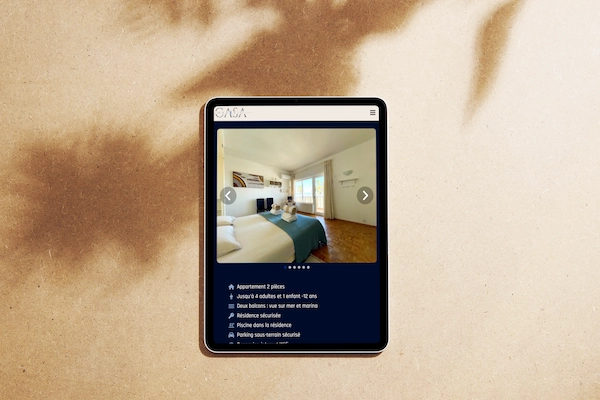 CASA
Appartement 2 pièces
Jusqu'à 4 adultes et 1 enfant -12 ans
Deux balcons : vue sur mer et marina
Résidence sécurisée
Piscine dans la résidence
Parking sous-terrain sécurisé